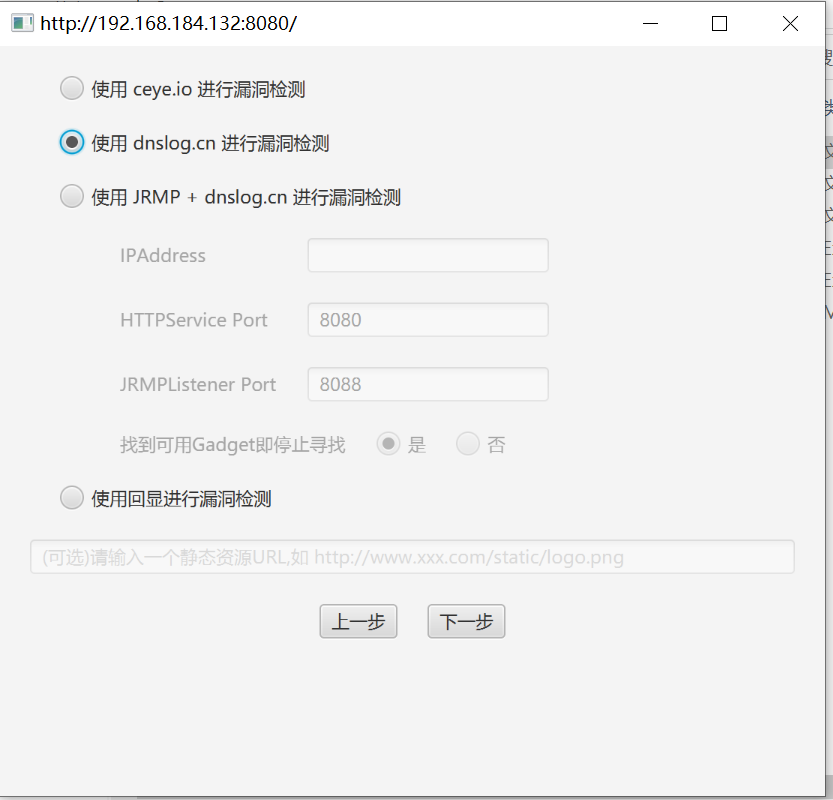 http://192.168.184.132:8080/
使用 ceye.io 进行漏洞检测
使用 dnslog.cn 进行漏洞检测
使用 JRMP + dnslog.cn 进行漏洞检测
IPAddress
HTTPService Port 8080
JRMPListener Port 8088
找到可用Gadget即停止寻找 是 否
使用回显进行漏洞检测
(可选)请输入一个静态资源URL,如 http://www.xxx.com/static/logo.png
上一步 下一步